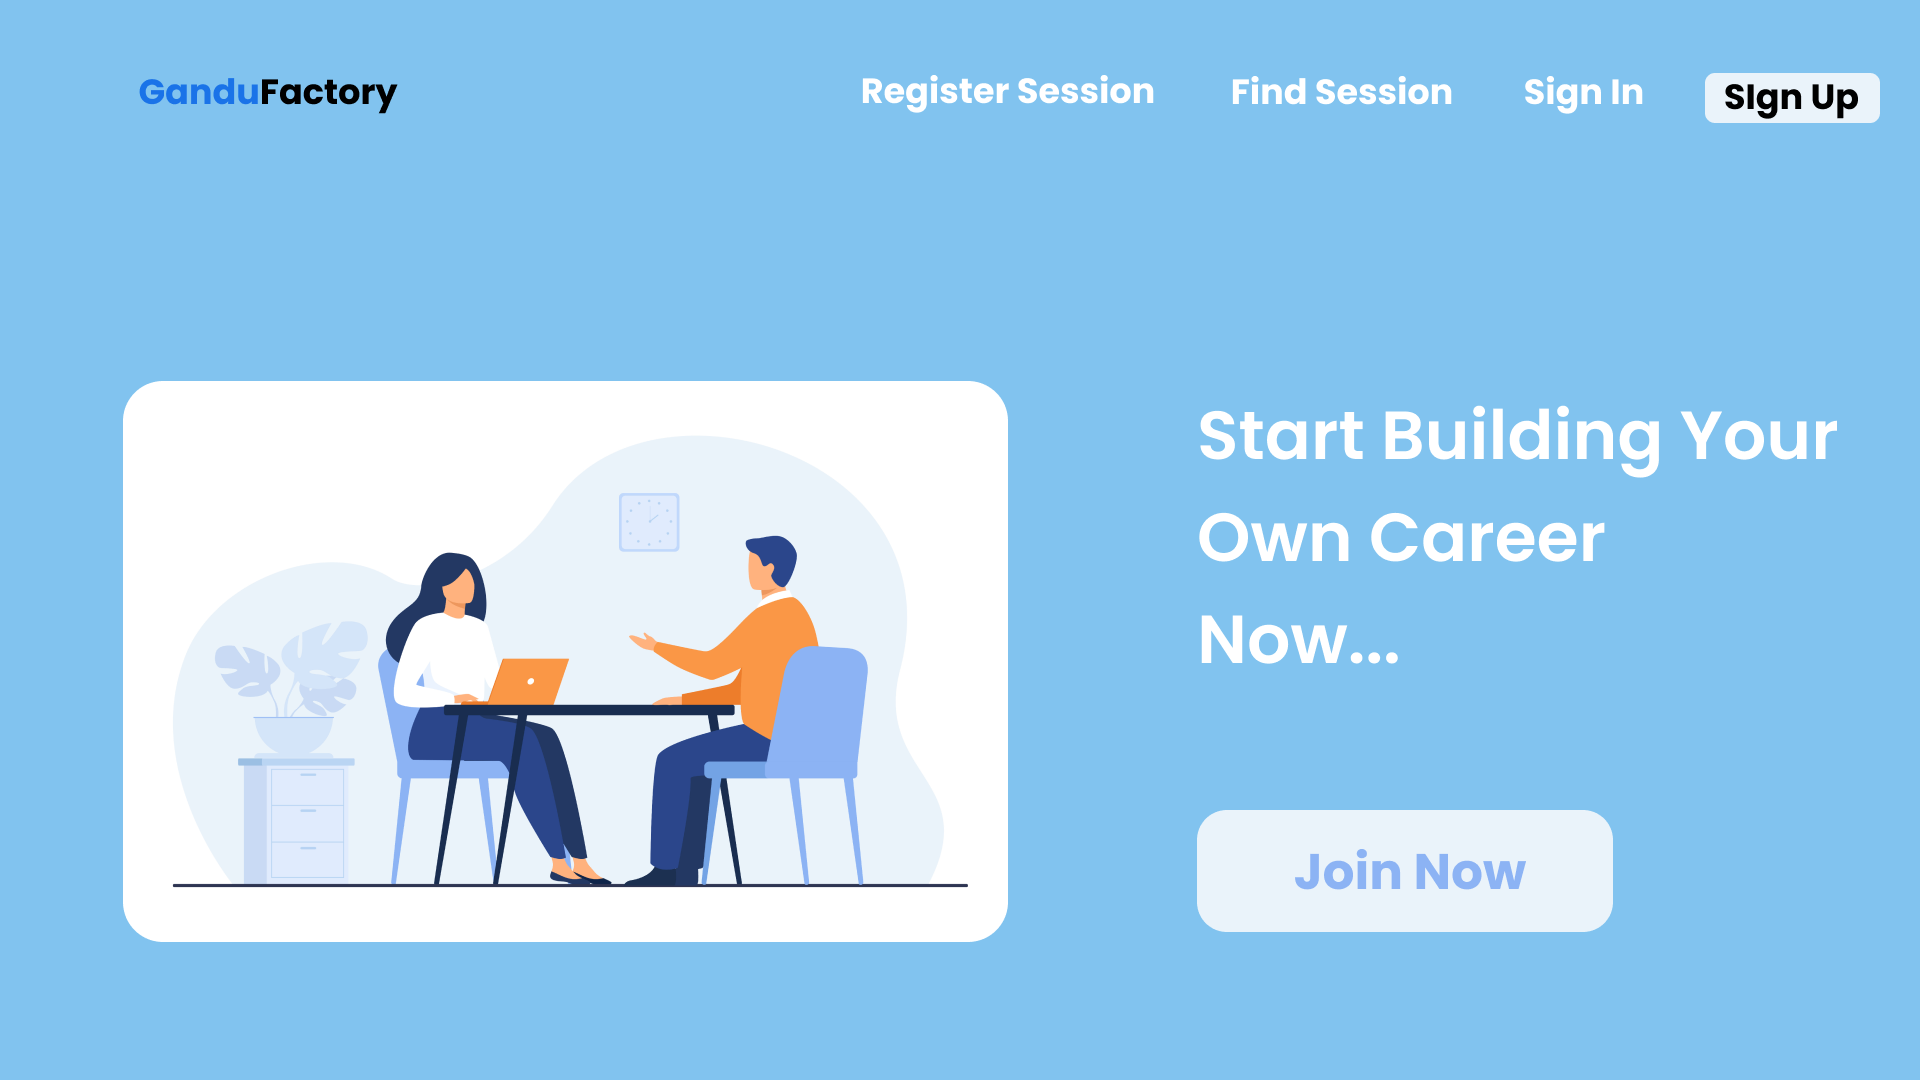 GanduFactory
Register Session
Find Session
Sign In
SIgn Up
Start Building Your
Own Career
Now...
Join Now